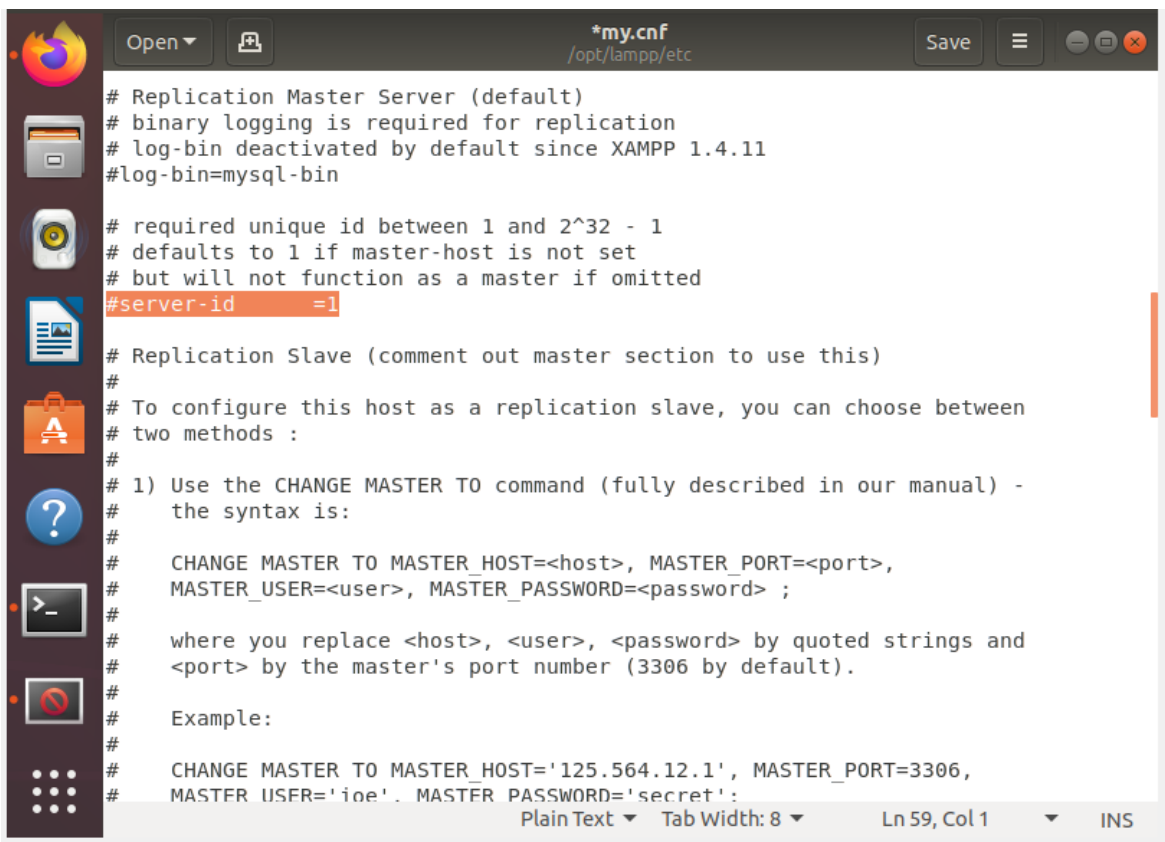 Open
*my.cnf
/opt/lampp/etc
Save
# Replication Master Server (default)
# binary logging is required for replication
# log-bin deactivated by default since XAMPP 1.4.11
#log-bin=mysql-bin
# required unique id between 1 and 2^32 - 1
# defaults to 1 if master-host is not set
# but will not function as a master if omitted
#server-id      =1
# Replication Slave (comment out master section to use this)
#
# To configure this host as a replication slave, you can choose between
# two methods :
#
# 1) Use the CHANGE MASTER TO command (fully described in our manual) -
#    the syntax is:
#
#    CHANGE MASTER TO MASTER_HOST=<host>, MASTER_PORT=<port>,
#    MASTER_USER=<user>, MASTER_PASSWORD=<password> ;
#
#    where you replace <host>, <user>, <password> by quoted strings and
#    <port> by the master's port number (3306 by default).
#
#    Example:
#
#    CHANGE MASTER TO MASTER_HOST='125.564.12.1', MASTER_PORT=3306,
#    MASTER_USER='joe', MASTER_PASSWORD='secret';
Plain Text Tab Width: 8 Ln 59, Col 1 INS